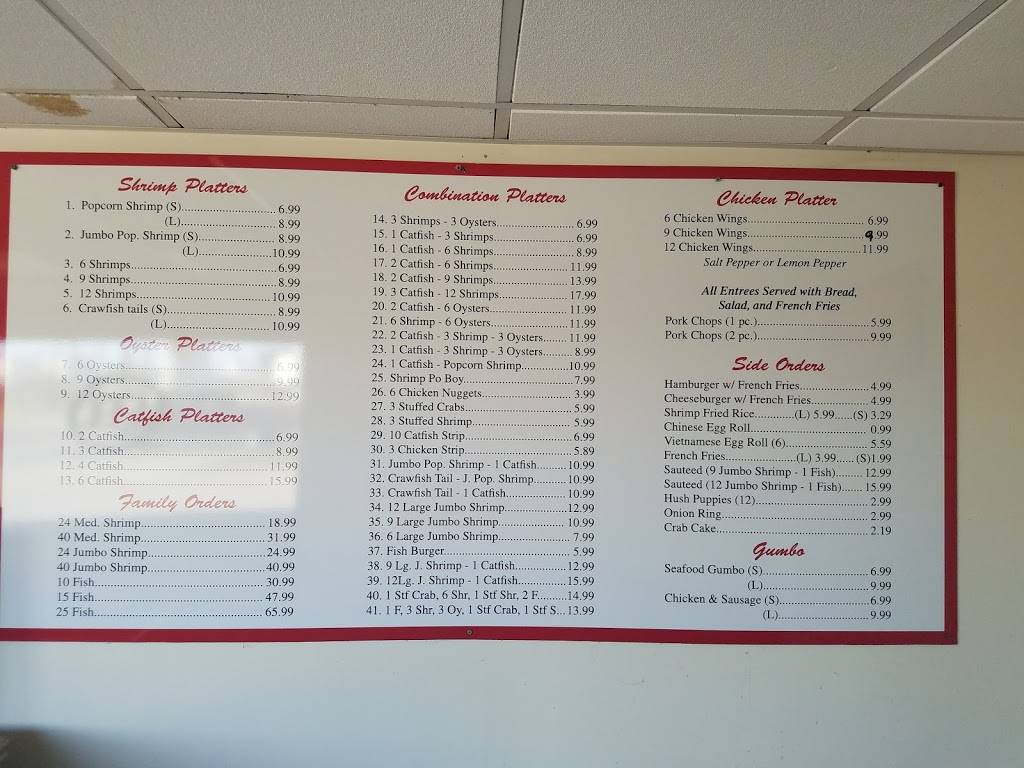 Shrimp Platters
1. Popcorn Shrimp (S)..............................6.99
(L)..............................8.99
2. Jumbo Pop. Shrimp (S)..............................8.99
(L)..............................10.99
3. 6 Shrimps..............................6.99
4. 9 Shrimps..............................8.99
5. 12 Shrimps..............................10.99
6. Crawfish tails (S)..............................8.99
(L)..............................10.99
Oyster Platters
7. 6 Oysters..............................6.99
8. 9 Oysters..............................9.99
9. 12 Oysters..............................12.99
Catfish Platters
10. 2 Catfish..............................6.99
11. 3 Catfish..............................8.99
12. 4 Catfish..............................11.99
13. 6 Catfish..............................15.99
Family Orders
24 Med. Shrimp..............................18.99
40 Med. Shrimp..............................31.99
24 Jumbo Shrimp..............................24.99
40 Jumbo Shrimp..............................40.99
10 Fish..............................30.99
15 Fish..............................47.99
25 Fish..............................65.99
Combination Platters
14. 3 Shrimps - 3 Oysters....................6.99
15. 1 Catfish - 3 Shrimps....................6.99
16. 1 Catfish - 6 Shrimps....................8.99
17. 2 Catfish - 6 Shrimps....................11.99
18. 2 Catfish - 9 Shrimps....................13.99
19. 3 Catfish - 12 Shrimps....................17.99
20. 2 Catfish - 6 Oysters....................11.99
21. 6 Shrimp - 6 Oysters....................11.99
22. 2 Catfish - 3 Shrimp - 3 Oysters........11.99
23. 1 Catfish - 3 Shrimp - 3 Oysters........8.99
24. 1 Catfish - Popcorn Shrimp...............10.99
25. Shrimp Po Boy....................7.99
26. 6 Chicken Nuggets....................3.99
27. 3 Stuffed Crabs....................5.99
28. 3 Stuffed Shrimp....................5.99
29. 10 Catfish Strip....................6.99
30. 3 Chicken Strip....................5.89
31. Jumbo Pop. Shrimp - 1 Catfish..........10.99
32. Crawfish Tail - J. Pop. Shrimp..........10.99
33. Crawfish Tail - 1 Catfish....................10.99
34. 12 Large Jumbo Shrimp....................12.99
35. 9 Large Jumbo Shrimp....................10.99
36. 6 Large Jumbo Shrimp....................7.99
37. Fish Burger....................5.99
38. 9 Lg. J. Shrimp - 1 Catfish...............12.99
39. 12Lg. J. Shrimp - 1 Catfish...............15.99
40. 1 Stf Crab, 6 Shr, 1 Stf Shr, 2 F.........14.99
41. 1 F, 3 Shr, 3 Oy, 1 Stf Crab, 1 Stf S...13.99
Chicken Platter
6 Chicken Wings....................6.99
9 Chicken Wings....................9.99
12 Chicken Wings....................11.99
Salt Pepper or Lemon Pepper
All Entrees Served with Bread,
Salad, and French Fries
Pork Chops (1 pc.)....................5.99
Pork Chops (2 pc.)....................9.99
Side Orders
Hamburger w/ French Fries....................4.99
Cheeseburger w/ French Fries....................4.99
Shrimp Fried Rice............(L) 5.99......(S) 3.29
Chinese Egg Roll....................0.99
Vietnamese Egg Roll (6)....................5.59
French Fries....................(L) 3.99......(S)1.99
Sauteed (9 Jumbo Shrimp - 1 Fish)..........12.99
Sauteed (12 Jumbo Shrimp - 1 Fish).......15.99
Hush Puppies (12)....................2.99
Onion Ring....................2.99
Crab Cake....................2.19
Gumbo
Seafood Gumbo (S)....................6.99
(L)....................9.99
Chicken & Sausage (S)....................6.99
(L)....................9.99